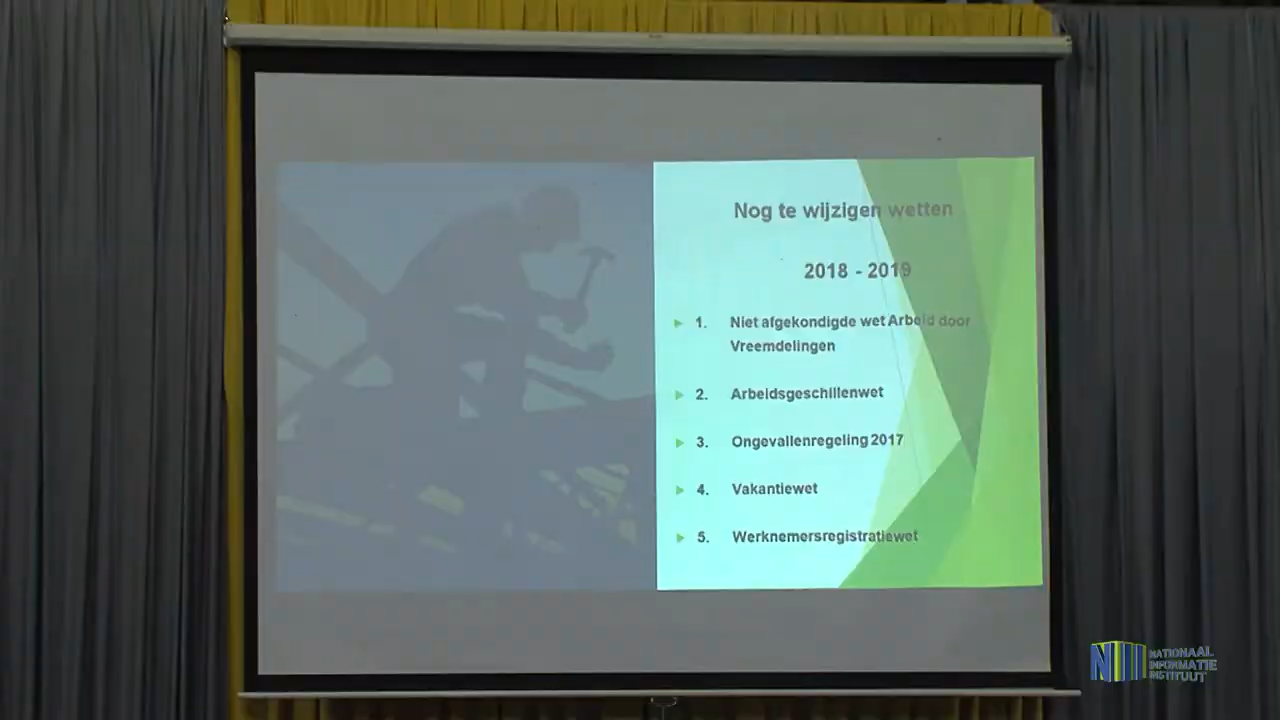 Nog te wijzigen wetten
2018 - 2019
1. Niet afgekondigde wet Arbeid door
Vreemdelingen
2. Arbeidsgeschillenwet
3. Ongevallenregeling 2017
4. Vakantiewet
5. Werknemersregistratiewet
NATIONAAL
INFORMATIE
INSTITUUT